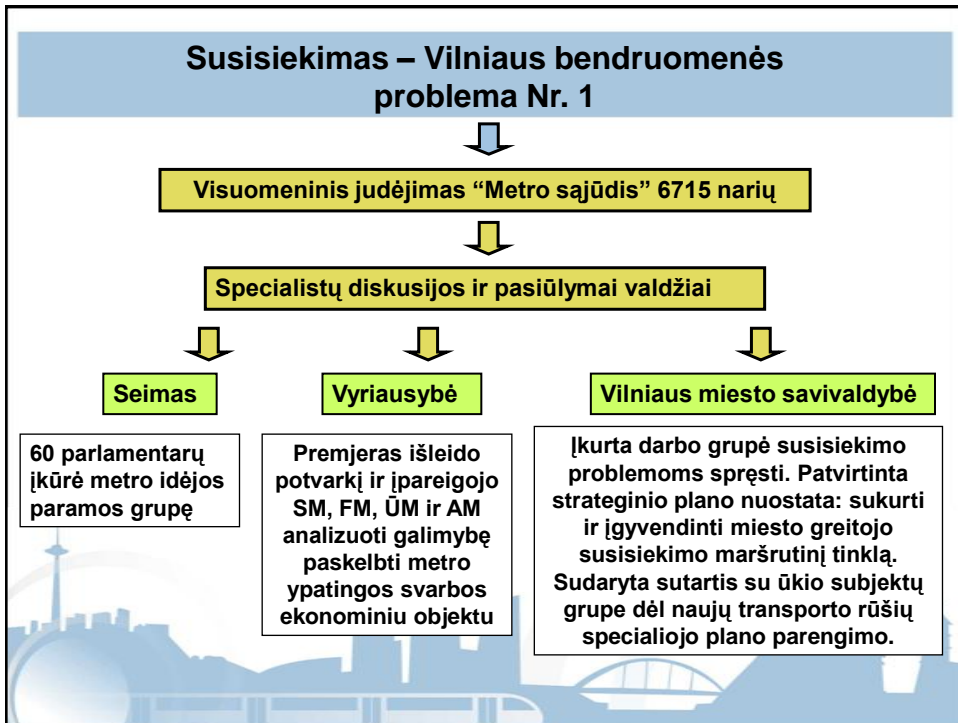 Susisiekimas – Vilniaus bendruomenės
problema Nr. 1
Visuomeninis judėjimas “Metro sąjūdis” 6715 narių
Specialistų diskusijos ir pasiūlymai valdžiai
Seimas
60 parlamentarų
įkūrė metro idėjos
paramos grupę
Vyriausybė
Premjeras išleido
potvarkį ir įpareigojo
SM, FM, ŪM ir AM
analizuoti galimybę
paskelbti metro
ypatingos svarbos
ekonominiu objektu
Vilniaus miesto savivaldybė
Įkurta darbo grupė susisiekimo
problemoms spręsti. Patvirtinta
strateginio plano nuostata: sukurti
ir įgyvendinti miesto greitojo
susisiekimo maršrutinį tinklą.
Sudaryta sutartis su ūkio subjektų
grupe dėl naujų transporto rūšių
specialiojo plano parengimo.